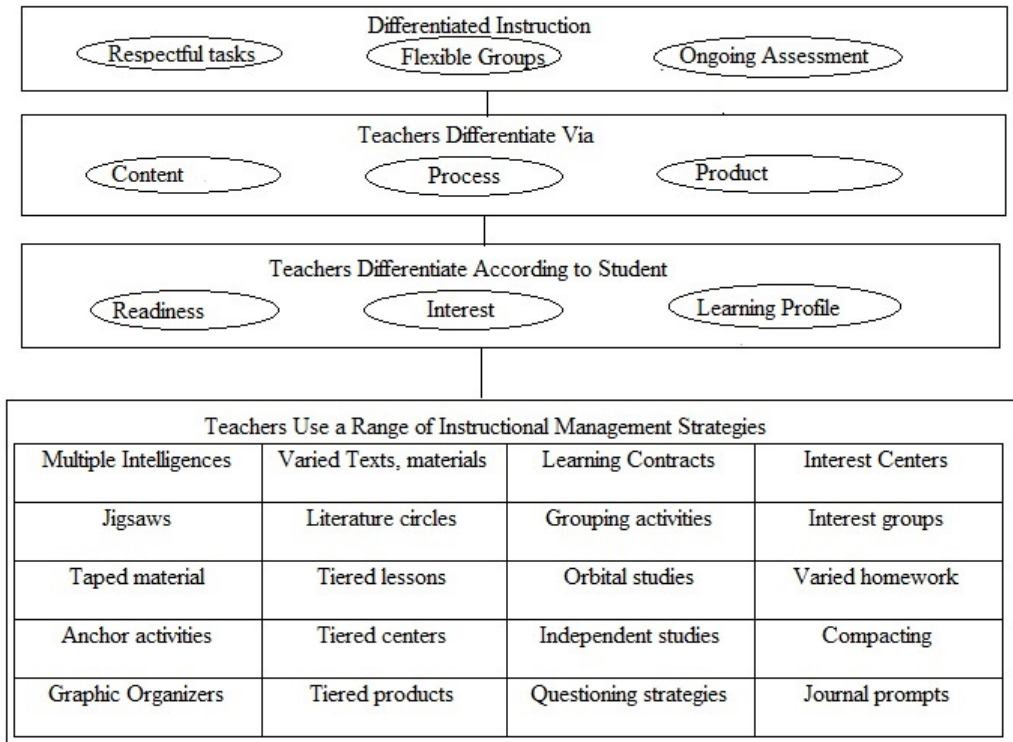 Differentiated Instruction
Respectful tasks Flexible Groups Ongoing Assessment
Teachers Differentiate Via
Content Process Product
Teachers Differentiate According to Student
Readiness Interest Learning Profile
Teachers Use a Range of Instructional Management Strategies
Multiple Intelligences Varied Texts, materials Learning Contracts Interest Centers
Jigsaws Literature circles Grouping activities Interest groups
Taped material Tiered lessons Orbital studies Varied homework
Anchor activities Tiered centers Independent studies Compacting
Graphic Organizers Tiered products Questioning strategies Journal prompts